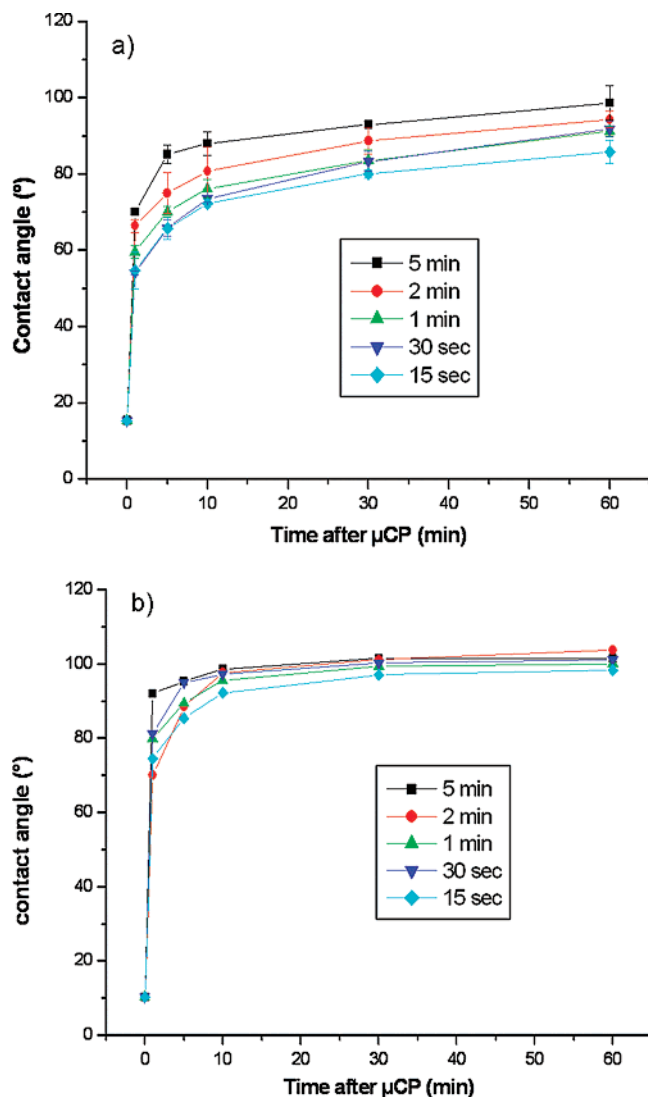 a)
Contact angle (º)
120
100
80
60
40
20
0
5 min
2 min
1 min
30 sec
15 sec
0 10 20 30 40 50 60
Time after µCP (min)
b)
contact angle (°)
120
100
80
60
40
20
0
5 min
2 min
1 min
30 sec
15 sec
0 10 20 30 40 50 60
Time after µCP (min)